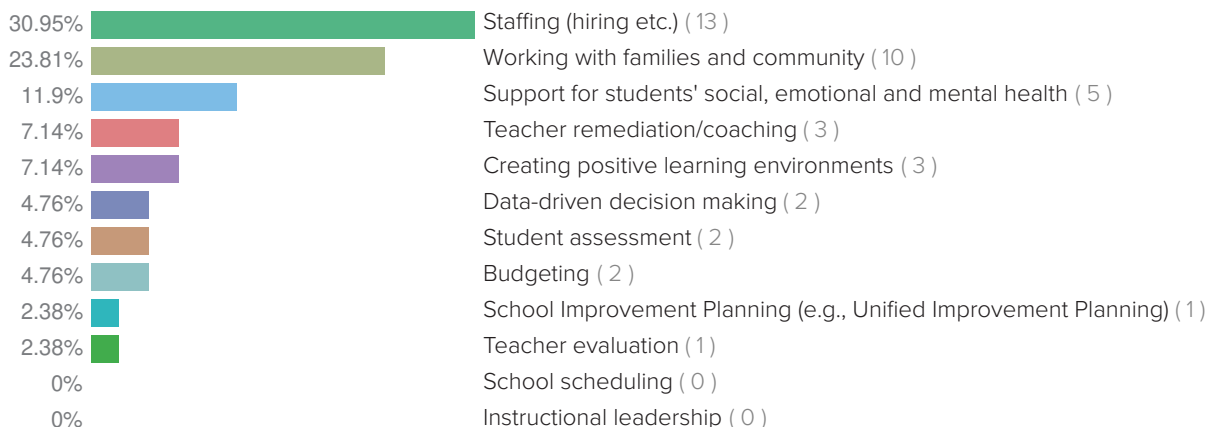 30.95% Staffing (hiring etc.) ( 13 )
23.81% Working with families and community ( 10 )
11.9% Support for students' social, emotional and mental health ( 5 )
7.14% Teacher remediation/coaching ( 3 )
7.14% Creating positive learning environments ( 3 )
4.76% Data-driven decision making ( 2 )
4.76% Student assessment ( 2 )
4.76% Budgeting ( 2 )
2.38% School Improvement Planning (e.g., Unified Improvement Planning) ( 1 )
2.38% Teacher evaluation ( 1 )
0% School scheduling ( 0 )
0% Instructional leadership ( 0 )